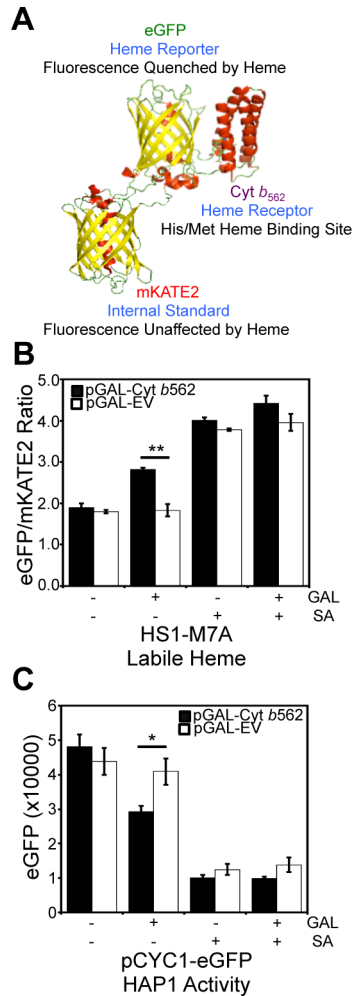 A
eGFP
Heme Reporter
Fluorescence Quenched by Heme
Cyt b562
Heme Receptor
His/Met Heme Binding Site
mKATE2
Internal Standard
Fluorescence Unaffected by Heme
B
eGFP/mKATE2 Ratio
5.0
4.0
3.0
2.0
1.0
0.0
pGAL-Cyt b562
pGAL-EV
**
- + - + GAL
- - + + SA
HS1-M7A
Labile Heme
C
eGFP (x10000)
6
5
4
3
2
1
0
pGAL-Cyt b562
pGAL-EV
*
- + - + GAL
- - + + SA
pCYC1-eGFP
HAP1 Activity